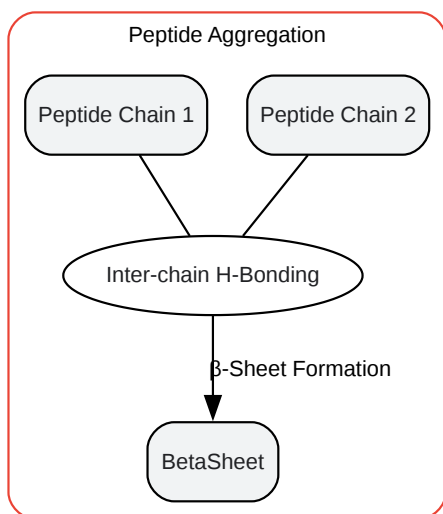 Peptide Aggregation
Peptide Chain 1
Peptide Chain 2
Inter-chain H-Bonding
β-Sheet Formation
BetaSheet